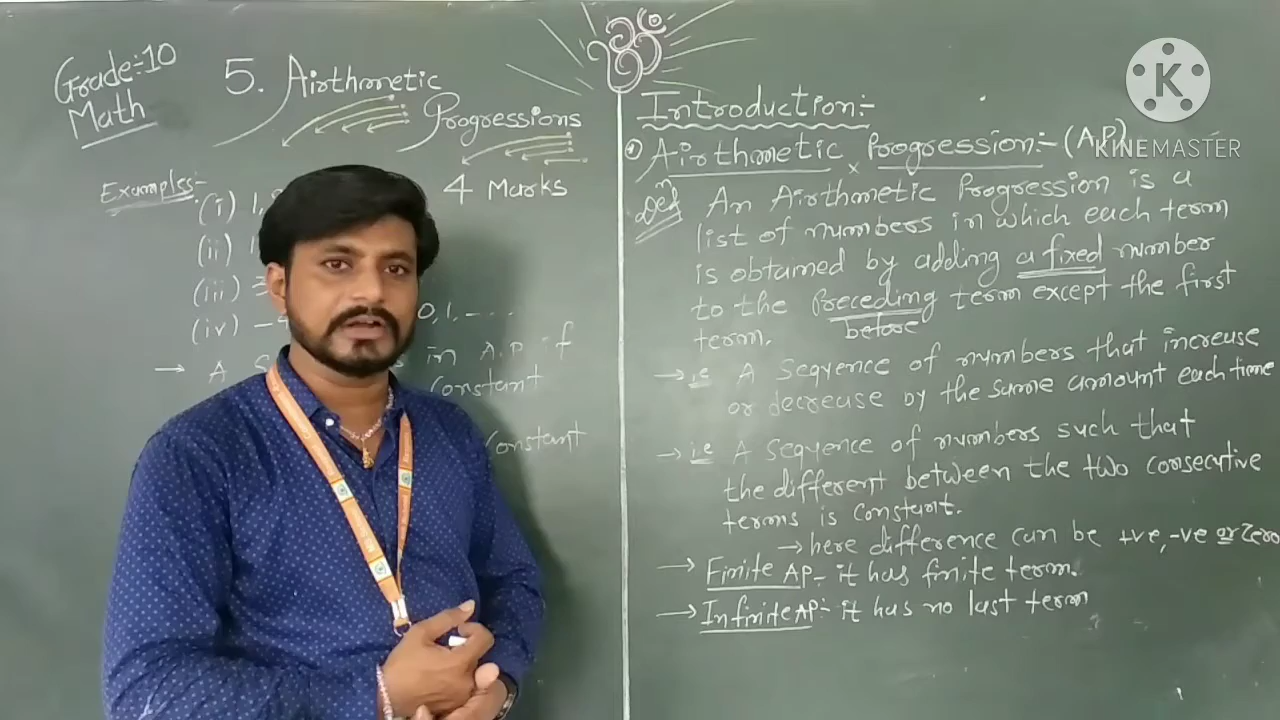 Grade:-10
Math
5. Airthmetic
Progressions
4 Marks
Examples:-
(i) 1,
(ii) 1
(iii) 3
(iv) -4 0, 1, - - - -
→ A S in A.P. if
Constant
Constant
Introduction:-
Airthmetic × Progression:- (AP)
Defn An Airthmetic Progression is a
list of numbers in which each term
is obtained by adding a fixed number
to the Preceding term except the first
term. before
→ i.e A Sequence of numbers that increase
or decrease by the same amount each time
→ i.e A Sequence of numbers such that
the different between the two consecutive
terms is constant.
→ here difference can be +ve, -ve or Zero
→ Finite AP- it has finite term.
→ Infinite AP:- it has no last term
K
KINEMASTER